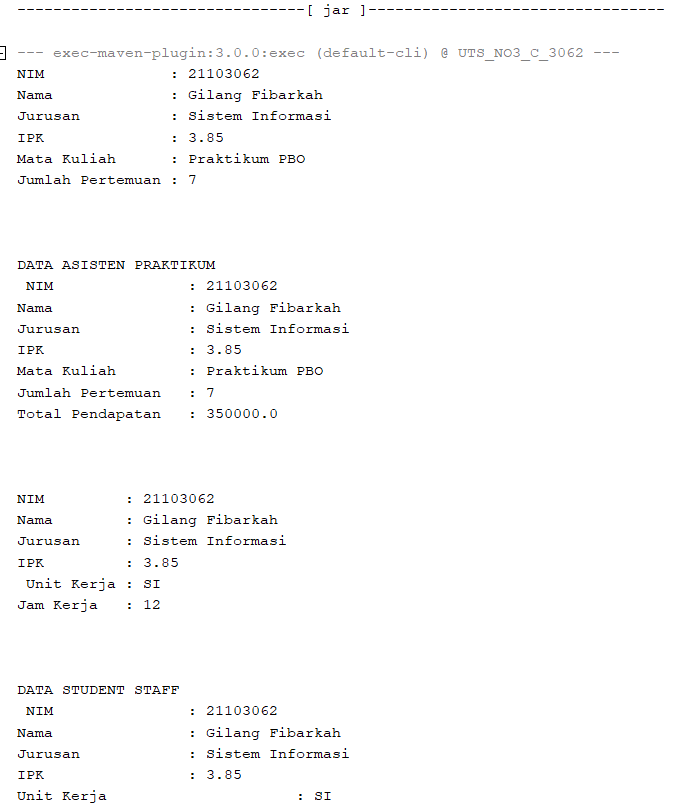 --------------------------------[ jar ]---------------------------------
--- exec-maven-plugin:3.0.0:exec (default-cli) @ UTS_NO3_C_3062 ---
NIM              : 21103062
Nama             : Gilang Fibarkah
Jurusan          : Sistem Informasi
IPK              : 3.85
Mata Kuliah      : Praktikum PBO
Jumlah Pertemuan : 7
DATA ASISTEN PRAKTIKUM
 NIM               : 21103062
Nama               : Gilang Fibarkah
Jurusan            : Sistem Informasi
IPK                : 3.85
Mata Kuliah        : Praktikum PBO
Jumlah Pertemuan   : 7
Total Pendapatan   : 350000.0
NIM         : 21103062
Nama        : Gilang Fibarkah
Jurusan     : Sistem Informasi
IPK         : 3.85
 Unit Kerja : SI
Jam Kerja   : 12
DATA STUDENT STAFF
 NIM               : 21103062
Nama               : Gilang Fibarkah
Jurusan            : Sistem Informasi
IPK                : 3.85
Unit Kerja                     : SI